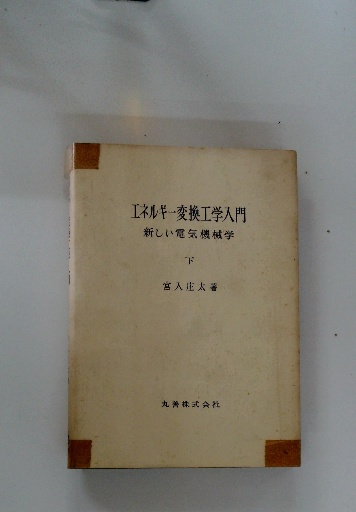 エネルギー変換工学入門
新しい電気機械学
下
宮入庄太著
丸善株式会社